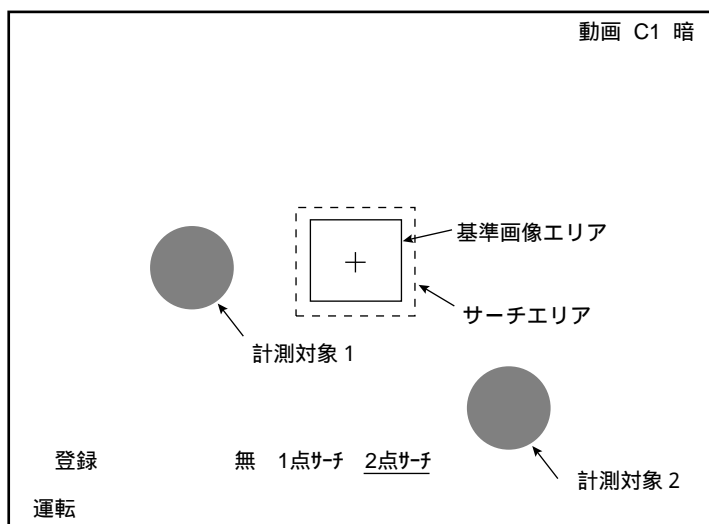 動画 C1 暗
基準画像エリア
サーチエリア
計測対象1
登録 無 1点ｻｰﾁ 2点ｻｰﾁ
計測対象2
運転